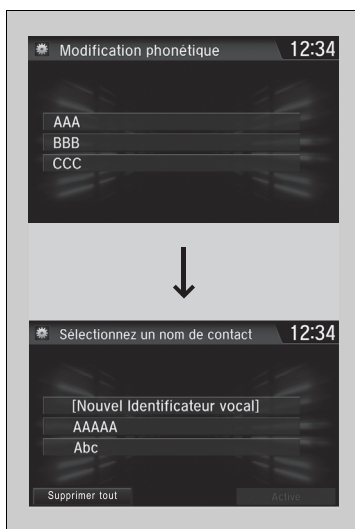 Modification phonétique 12:34
AAA
BBB
CCC
Sélectionnez un nom de contact 12:34
[Nouvel Identificateur vocal]
AAAAA
Abc
Supprimer tout Activé